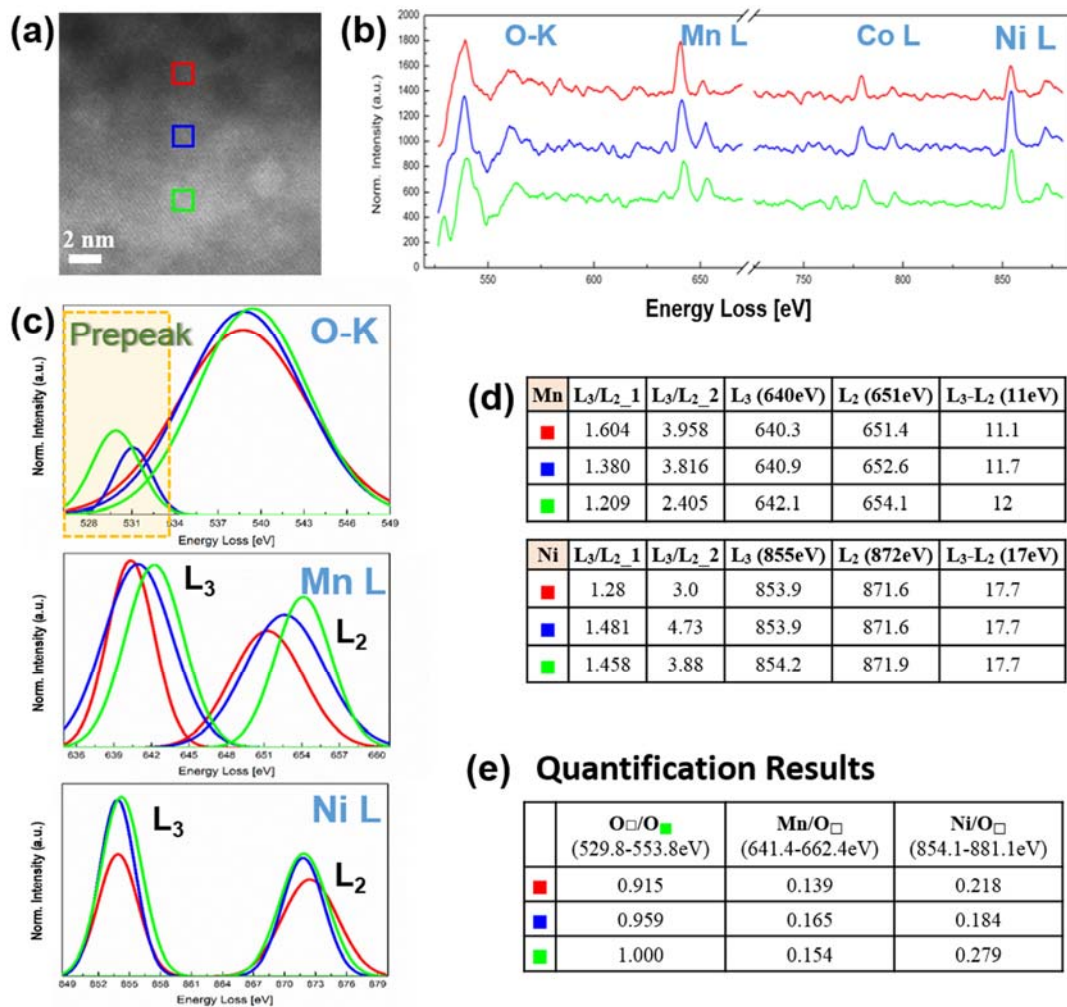 (a)
2 nm
(b)
O-K Mn L Co L Ni L
2000
1800
1600
1400
1200
1000
800
600
400
200
0
Norm. Intensity (a.u.)
550 600 650 750 800 850
Energy Loss [eV]
(c)
Prepeak
O-K
Norm. Intensity (a.u.)
528 531 534 537 540 543 546 549
Energy Loss [eV]
Mn L
L3
L2
Norm. Intensity (a.u.)
636 639 642 645 648 651 654 657 660
Energy Loss [eV]
Ni L
L3
L2
Norm. Intensity (a.u.)
849 852 855 858 861 864 867 870 873 876 879
Energy Loss [eV]
(d)
Mn L₃/L₂_1 L₃/L₂_2 L₃ (640eV) L₂ (651eV) L₃-L₂ (11eV)
1.604 3.958 640.3 651.4 11.1
1.380 3.816 640.9 652.6 11.7
1.209 2.405 642.1 654.1 12
Ni L₃/L₂_1 L₃/L₂_2 L₃ (855eV) L₂ (872eV) L₃-L₂ (17eV)
1.28 3.0 853.9 871.6 17.7
1.481 4.73 853.9 871.6 17.7
1.458 3.88 854.2 871.9 17.7
(e) Quantification Results
O□/O■ Mn/O□ Ni/O□
(529.8-553.8eV) (641.4-662.4eV) (854.1-881.1eV)
0.915 0.139 0.218
0.959 0.165 0.184
1.000 0.154 0.279